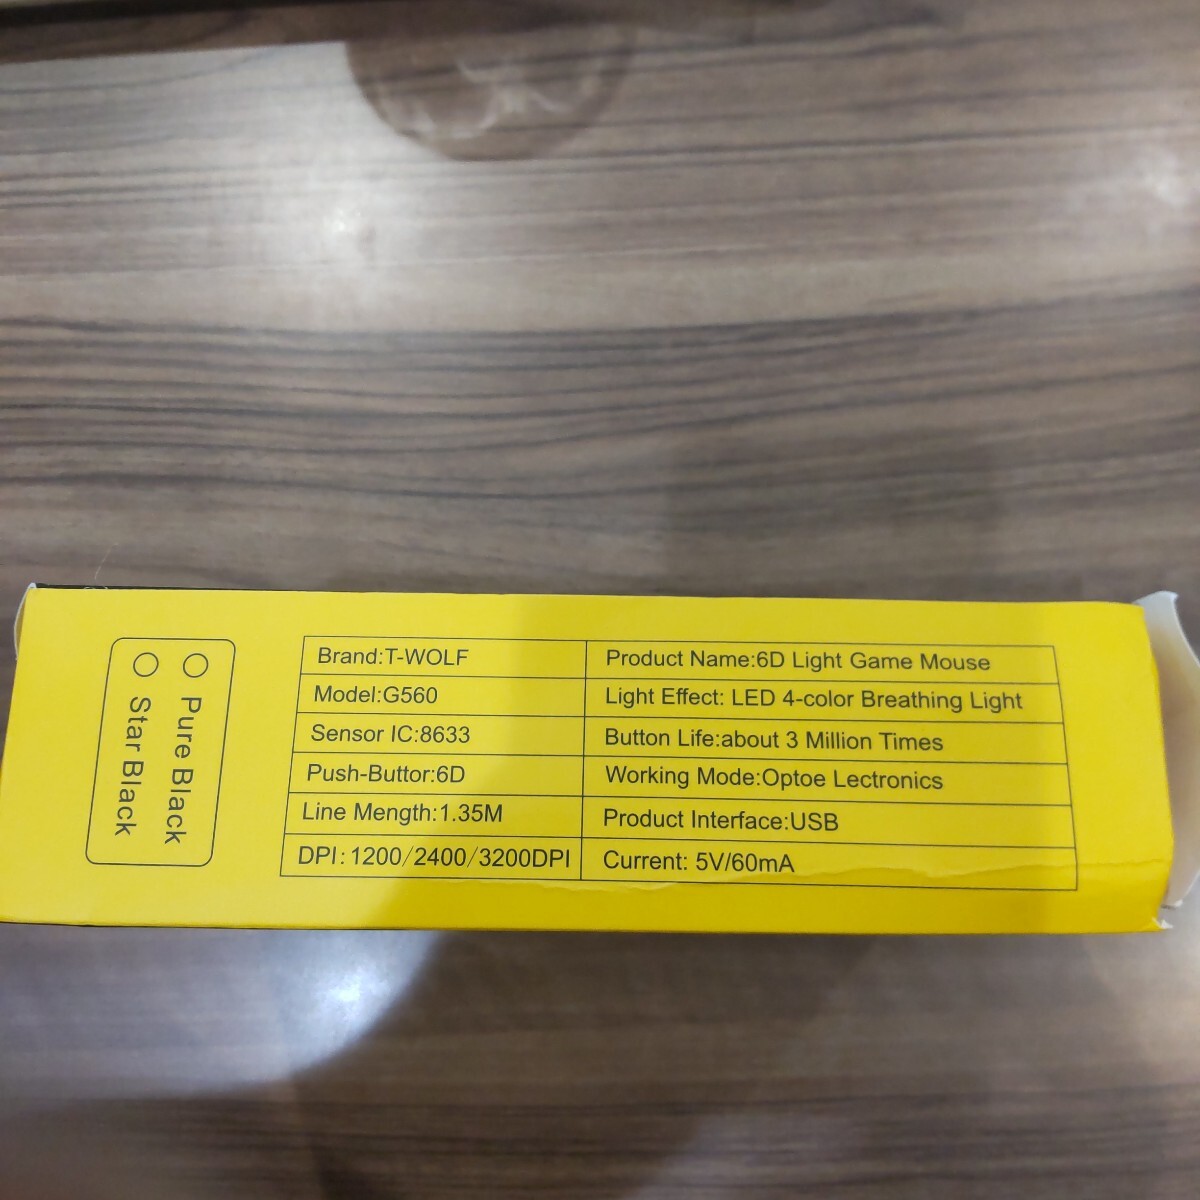 Pure Black
Star Black
Brand:T-WOLF
Product Name:6D Light Game Mouse
Model:G560
Light Effect: LED 4-color Breathing Light
Sensor IC:8633
Button Life:about 3 Million Times
Push-Buttor:6D
Working Mode:Optoe Lectronics
Line Mength:1.35M
Product Interface:USB
DPI: 1200/2400/3200DPI
Current: 5V/60mA